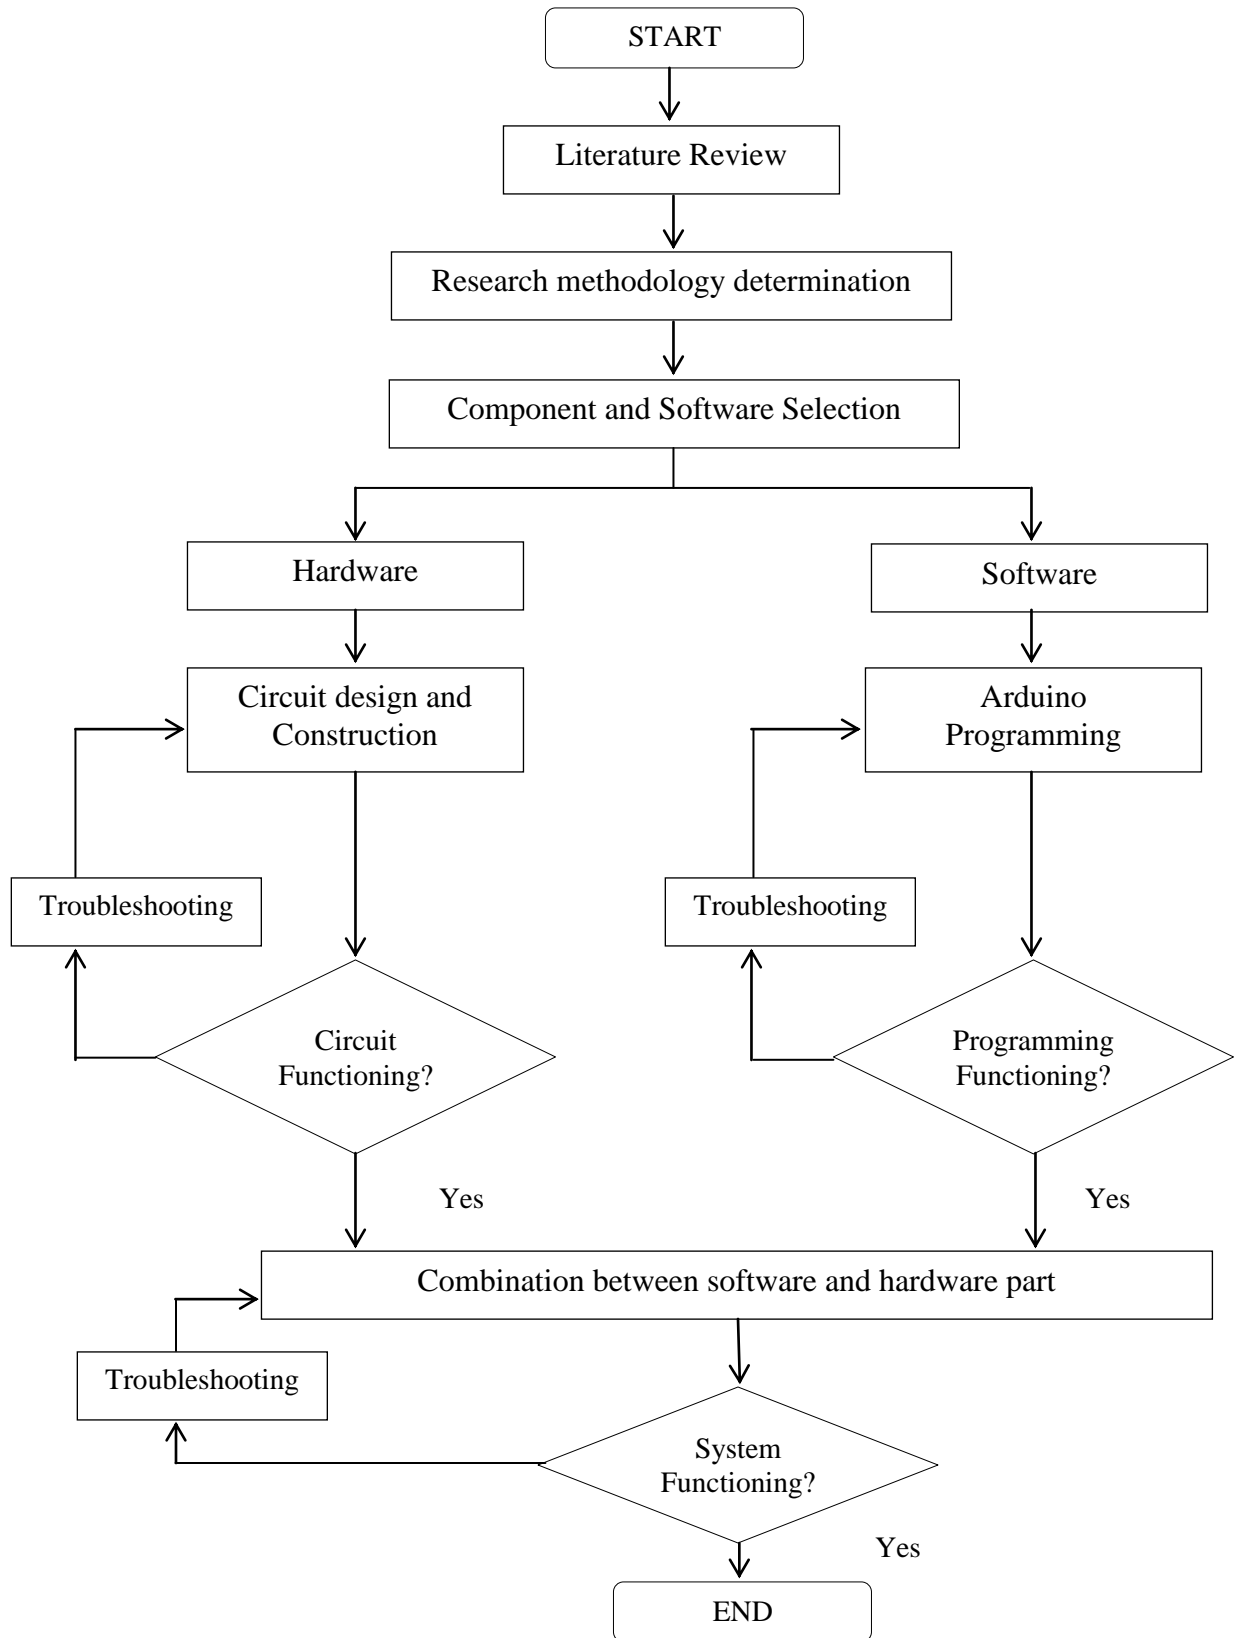 START
Literature Review
Research methodology determination
Component and Software Selection
Hardware
Software
Circuit design and
Construction
Arduino
Programming
Troubleshooting
Troubleshooting
Circuit
Functioning?
Programming
Functioning?
Yes
Yes
Combination between software and hardware part
Troubleshooting
System
Functioning?
Yes
END